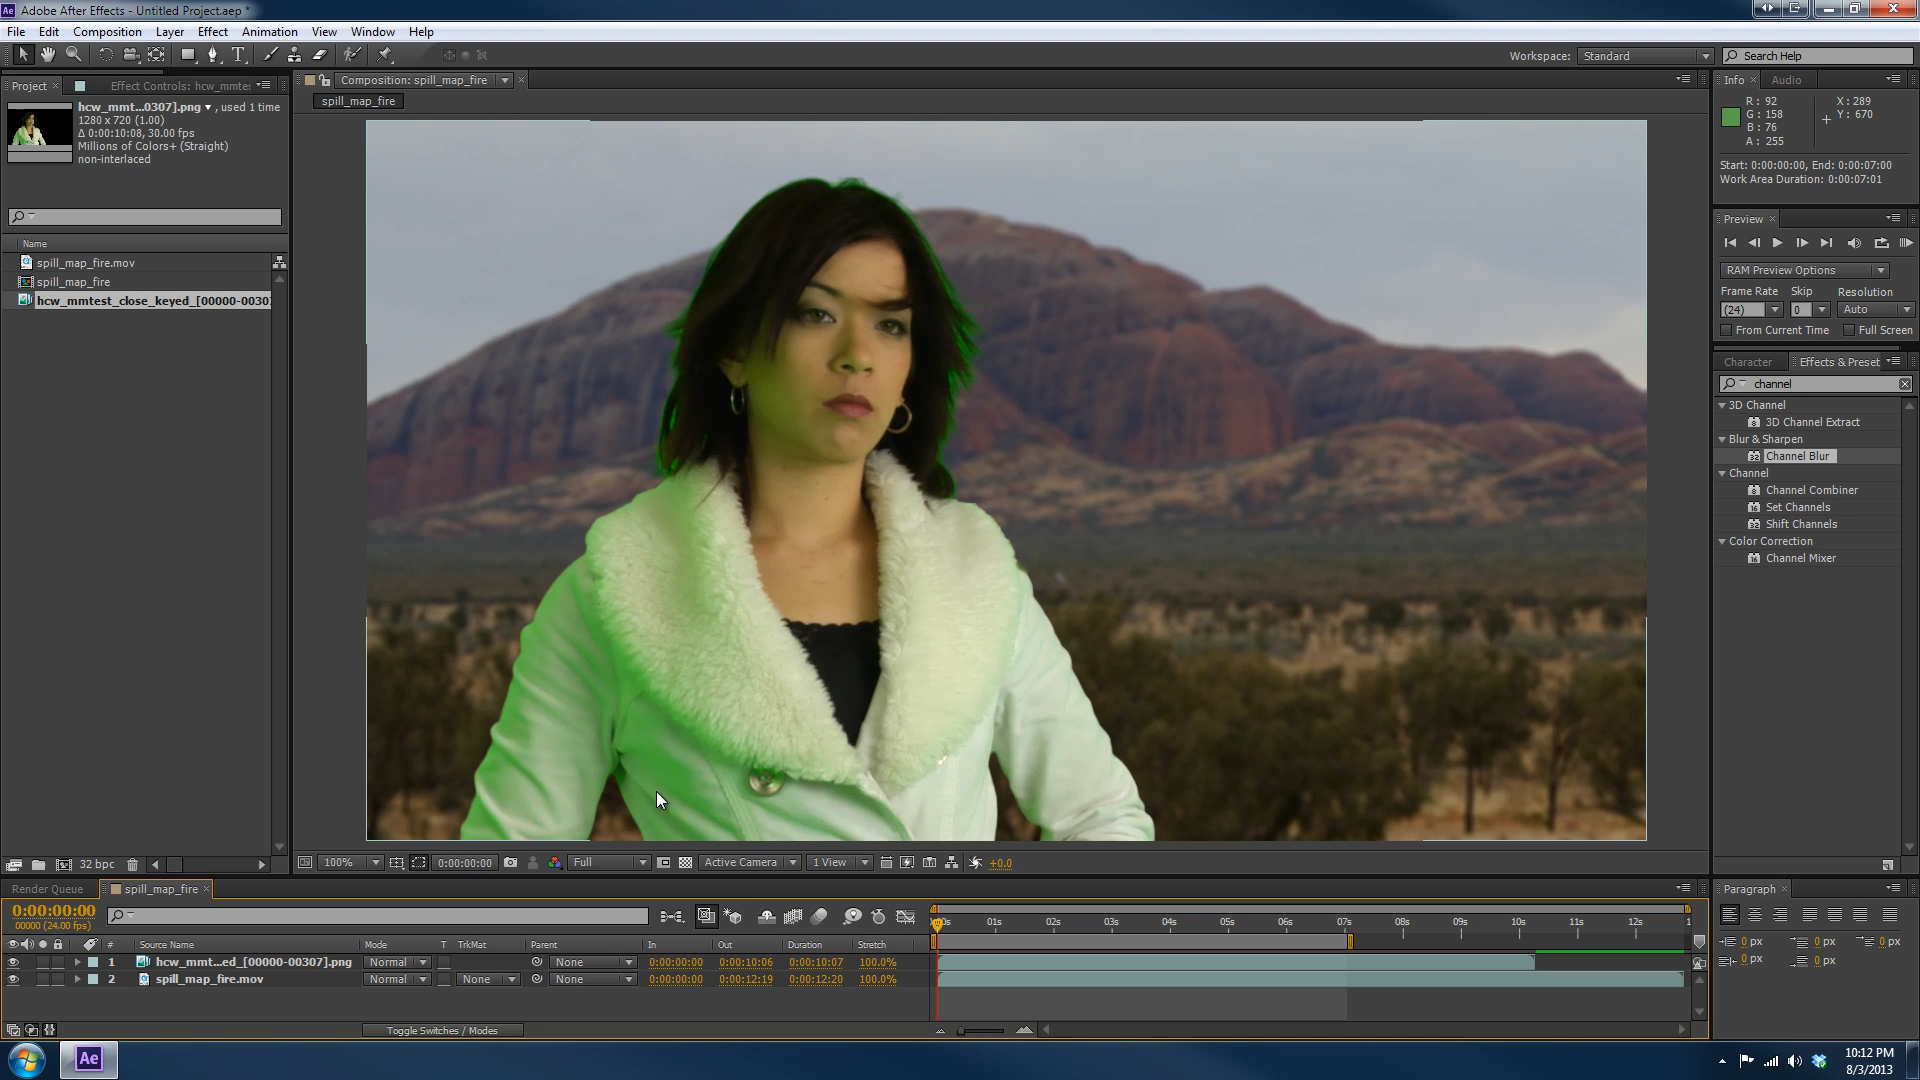 Adobe After Effects - Untitled Project.aep *
File Edit Composition Layer Effect Animation View Window Help
Workspace: Standard Search Help
Project Effect Controls: hcw_mmtes
hcw_mmt...0307].png , used 1 time
1280 x 720 (1.00)
Δ 0:00:10:08, 30.00 fps
Millions of Colors+ (Straight)
non-interlaced
Name
spill_map_fire.mov
spill_map_fire
hcw_mmtest_close_keyed_[00000-0030
32 bpc
Composition: spill_map_fire
spill_map_fire
100% 0:00:00:00 Full Active Camera 1 View +0.0
Info Audio
R: 92 X: 289
G: 158 Y: 670
B: 76
A: 255
Start: 0:00:00:00, End: 0:00:07:00
Work Area Duration: 0:00:07:01
Preview
RAM Preview Options
Frame Rate Skip Resolution
(24) 0 Auto
From Current Time Full Screen
Character Effects & Preset
channel
3D Channel
3D Channel Extract
Blur & Sharpen
Channel Blur
Channel
Channel Combiner
Set Channels
Shift Channels
Color Correction
Channel Mixer
Render Queue spill_map_fire
0:00:00:00
00000 (24.00 fps)
01s 02s 03s 04s 05s 06s 07s 08s 09s 10s 11s 12s
# Source Name Mode T TrkMat Parent In Out Duration Stretch
1 hcw_mmt...ed_[00000-00307].png Normal None 0:00:00:00 0:00:10:06 0:00:10:07 100.0%
2 spill_map_fire.mov Normal None None 0:00:00:00 0:00:12:19 0:00:12:20 100.0%
Toggle Switches / Modes
Paragraph
0 px 0 px 0 px
0 px 0 px
Ae
10:12 PM
8/3/2013